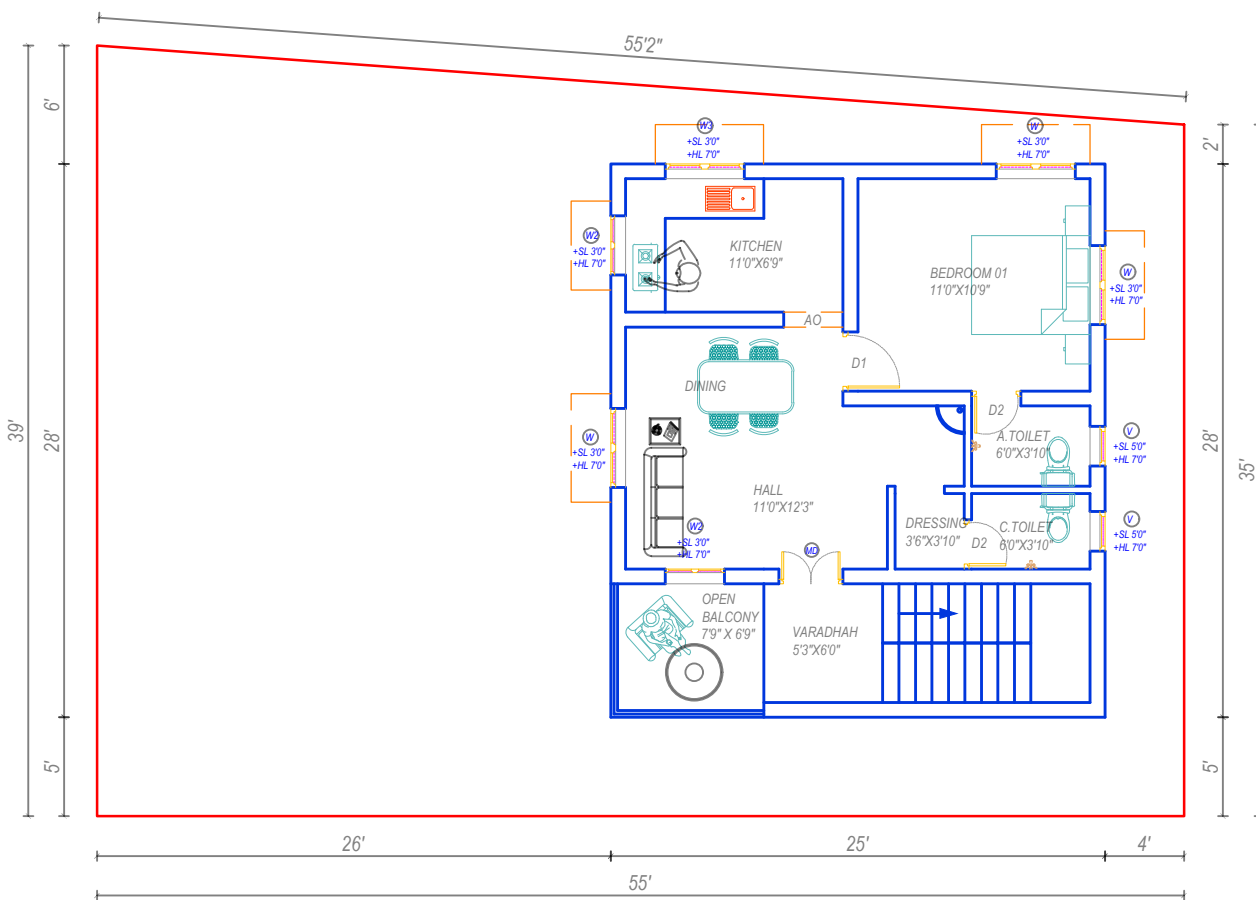 55'2"
6'
2'
W3
+SL 3'0"
+HL 7'0"
W
+SL 3'0"
+HL 7'0"
W2
+SL 3'0"
+HL 7'0"
KITCHEN
11'0"X6'9"
BEDROOM 01
11'0"X10'9"
W
+SL 3'0"
+HL 7'0"
AO
D1
DINING
39'
28'
W
+SL 3'0"
+HL 7'0"
D2
A.TOILET
6'0"X3'10"
V
+SL 5'0"
+HL 7'0"
28'
35'
HALL
11'0"X12'3"
W2
+SL 3'0"
+HL 7'0"
MD
DRESSING
3'6"X3'10"
D2
C.TOILET
6'0"X3'10"
V
+SL 5'0"
+HL 7'0"
OPEN
BALCONY
7'9" X 6'9"
VARADHAH
5'3"X6'0"
5'
5'
26'
25'
4'
55'